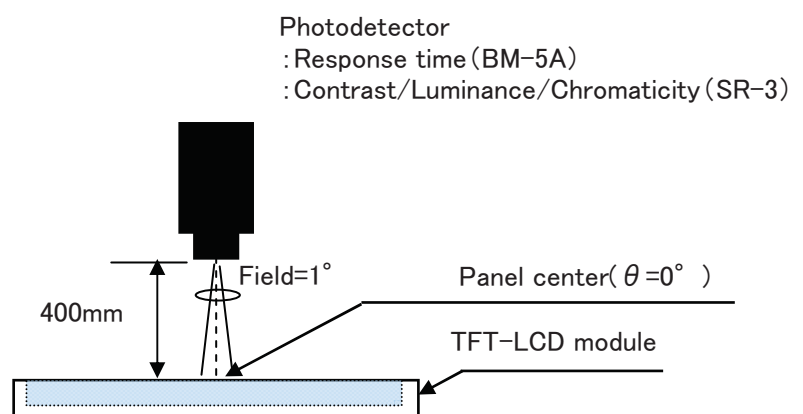 Photodetector
:Response time(BM-5A)
:Contrast/Luminance/Chromaticity(SR-3)
Field=1°
Panel center(θ=0° )
400mm
TFT-LCD module